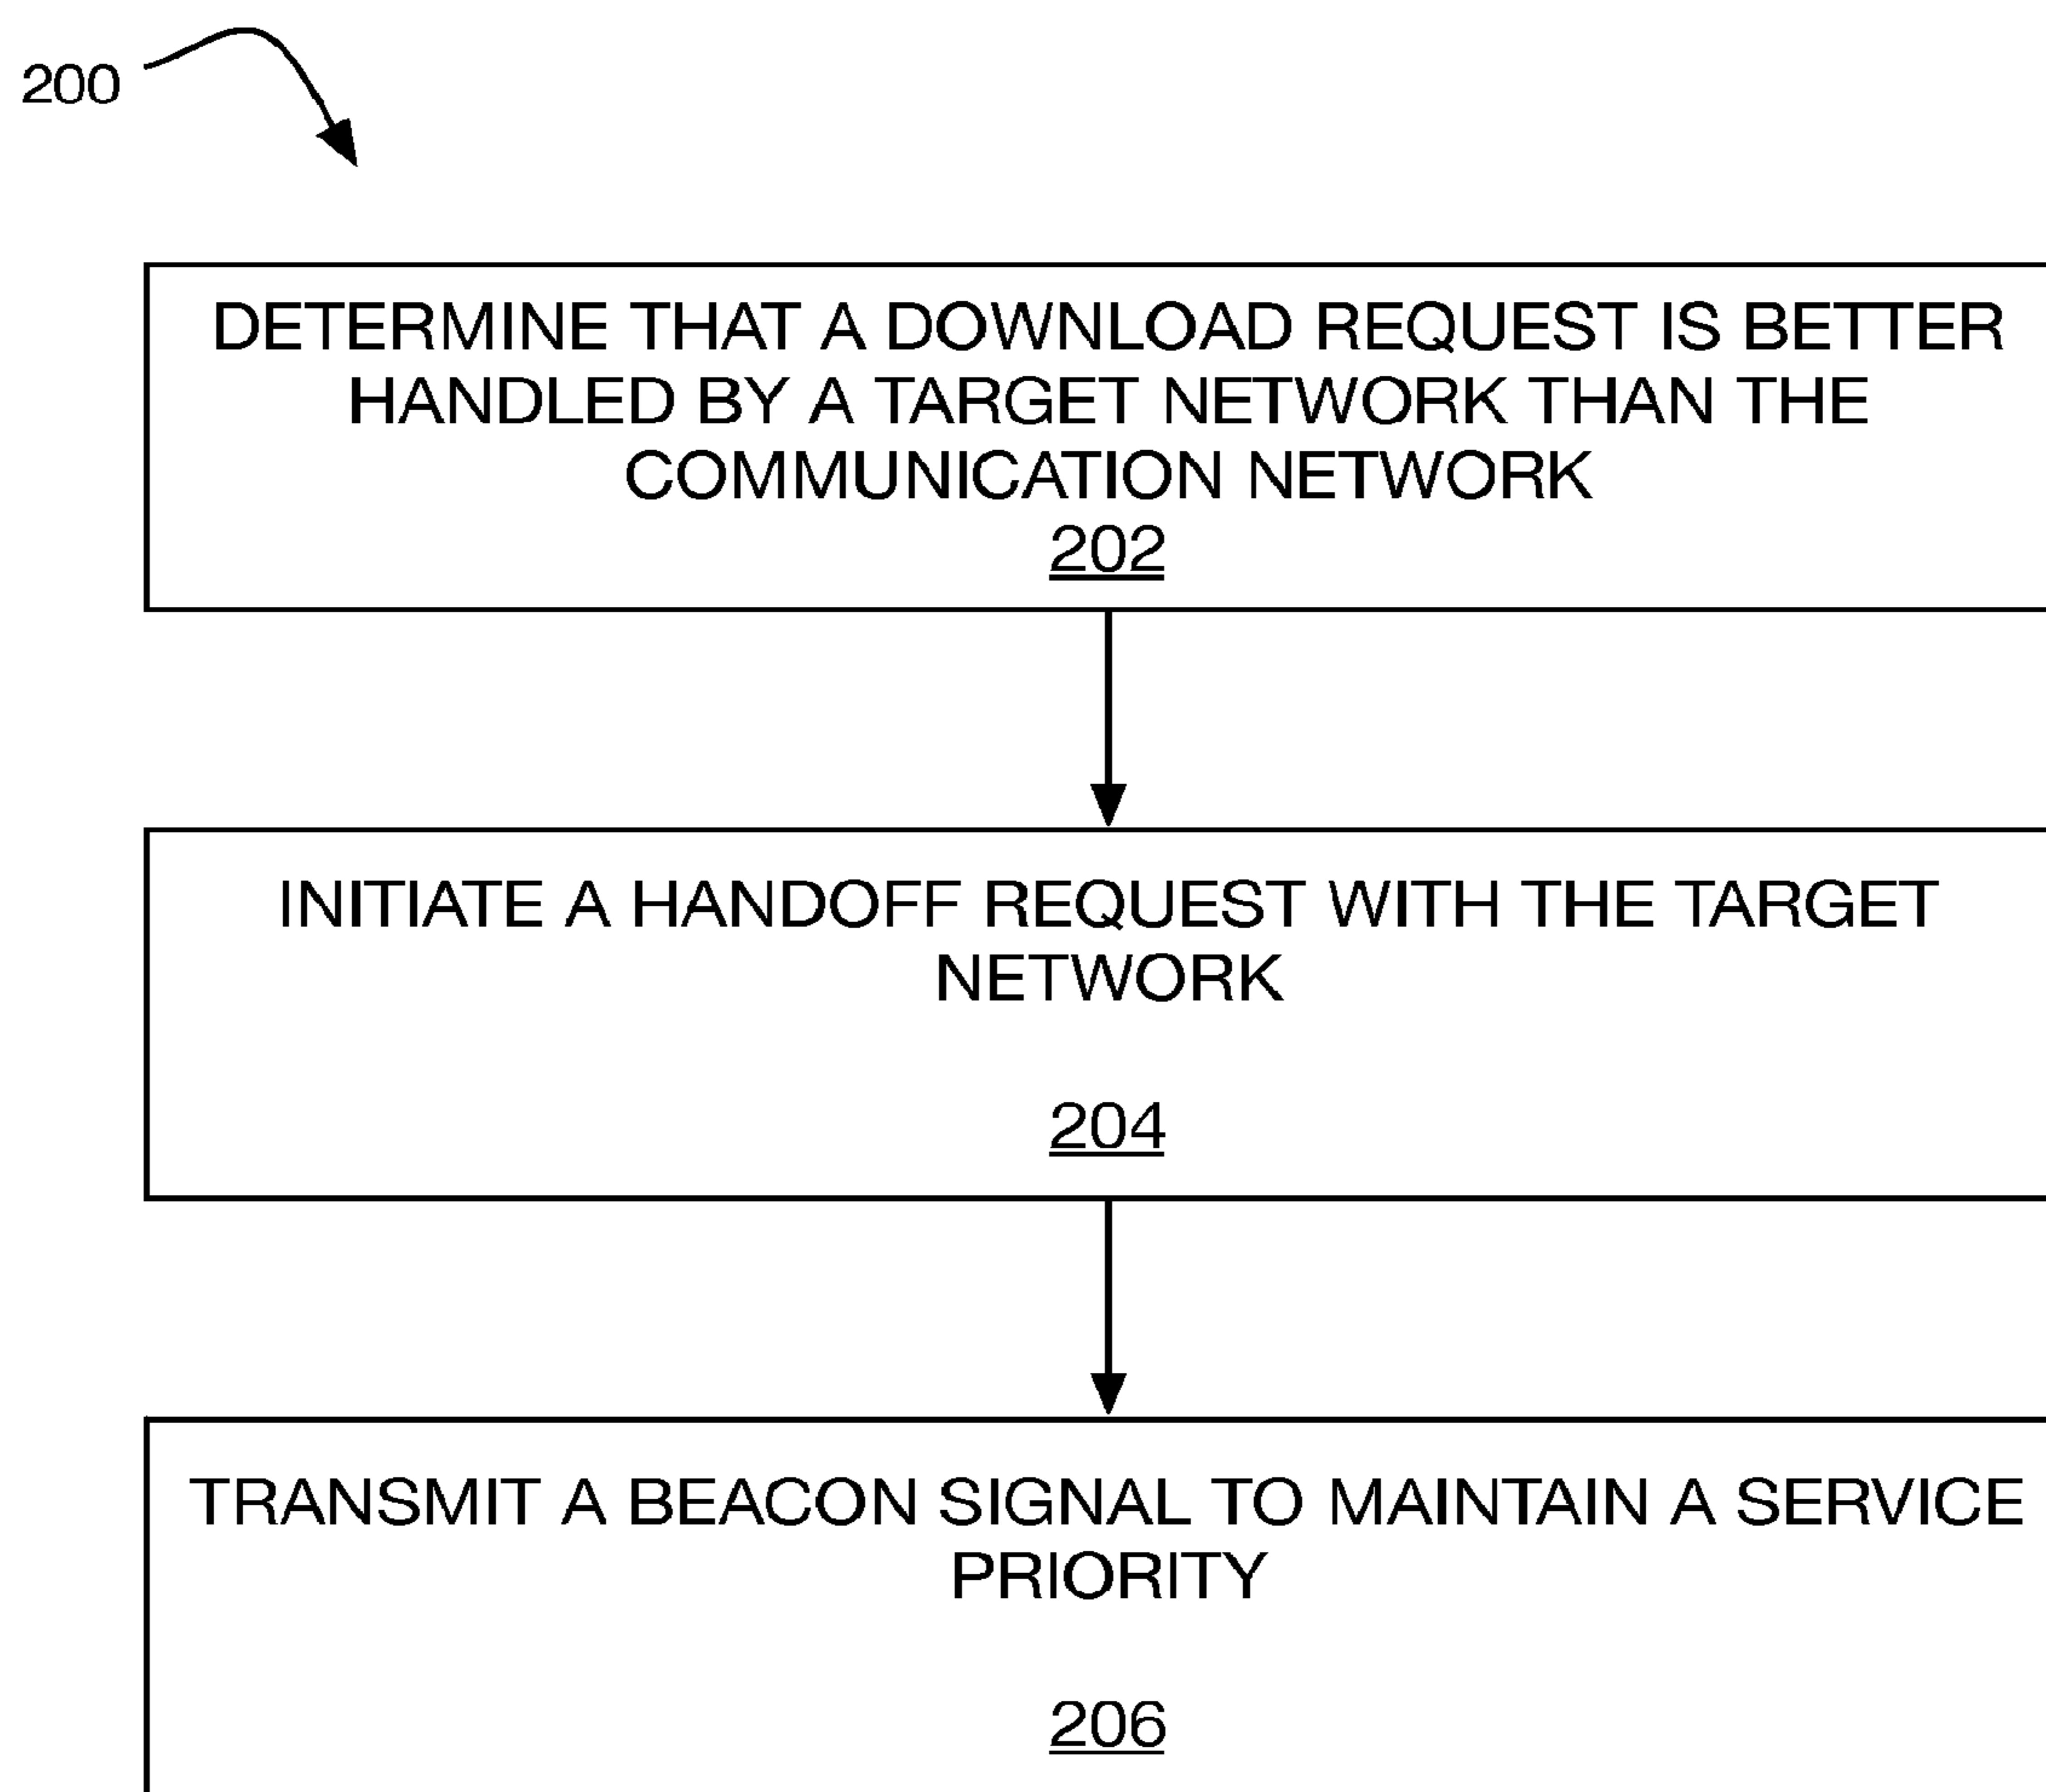 200
DETERMINE THAT A DOWNLOAD REQUEST IS BETTER
HANDLED BY A TARGET NETWORK THAN THE
COMMUNICATION NETWORK
202
INITIATE A HANDOFF REQUEST WITH THE TARGET
NETWORK
204
TRANSMIT A BEACON SIGNAL TO MAINTAIN A SERVICE
PRIORITY
206